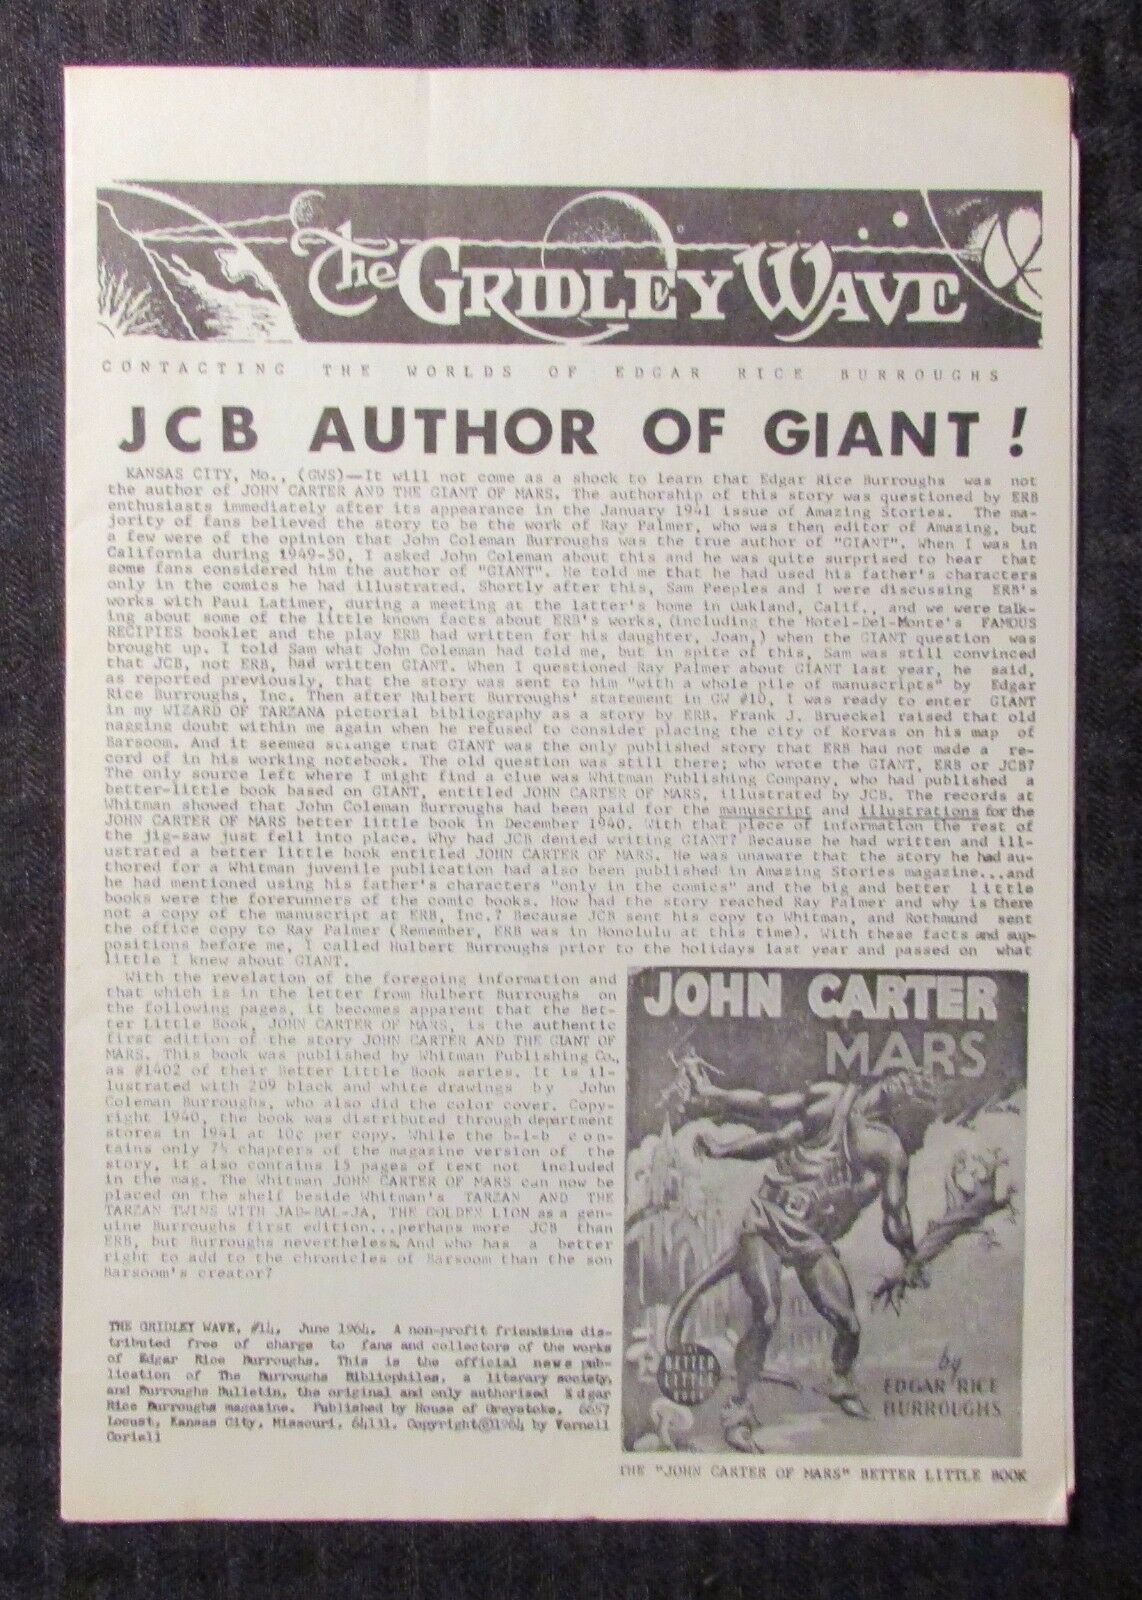 The GRIDLEY WAVE
CONTACTING THE WORLDS OF EDGAR RICE BURROUGHS
JCB AUTHOR OF GIANT!
KANSAS CITY, Mo., (GWS)—It will not come as a shock to learn that Edgar Rice Burroughs was not
the author of JOHN CARTER AND THE GIANT OF MARS. The authorship of this story was questioned by ERB
enthusiasts immediately after its appearance in the January 1941 issue of Amazing Stories. The ma-
jority of fans believed the story to be the work of Ray Palmer, who was then editor of Amazing, but
a few were of the opinion that John Coleman Burroughs was the true author of "GIANT". When I was in
California during 1949-50, I asked John Coleman about this and he was quite surprised to hear that
some fans considered him the author of "GIANT". He told me that he had used his father's characters
only in the comics he had illustrated. Shortly after this, Sam Peeples and I were discussing ERB's
works with Paul Latimer, during a meeting at the latter's home in Oakland, Calif., and we were talk-
ing about some of the little known facts about ERB's works, (including the Hotel-Del-Monte's FAMOUS
RECIPIES booklet and the play ERB had written for his daughter, Joan,) when the GIANT question was
brought up. I told Sam what John Coleman had told me, but in spite of this, Sam was still convinced
that JCB, not ERB, had written GIANT. When I questioned Ray Palmer about GIANT last year, he said,
as reported previously, that the story was sent to him "with a whole pile of manuscripts" by Edgar
Rice Burroughs, Inc. Then after Hulbert Burroughs' statement in GW #10, I was ready to enter GIANT
in my WIZARD OF TARZANA pictorial bibliography as a story by ERB. Frank J. Brueckel raised that old
nagging doubt within me again when he refused to consider placing the city of Korvas on his map of
Barsoom. And it seemed strange that GIANT was the only published story that ERB had not made a re-
cord of in his working notebook. The old question was still there; who wrote the GIANT, ERB or JCB?
The only source left where I might find a clue was Whitman Publishing Company, who had published a
better-little book based on GIANT, entitled JOHN CARTER OF MARS, illustrated by JCB. The records at
Whitman showed that John Coleman Burroughs had been paid for the manuscript and illustrations for the
JOHN CARTER OF MARS better little book in December 1940. With that piece of information the rest of
the jig-saw just fell into place. Why had JCB denied writing GIANT? Because he had written and ill-
ustrated a better little book entitled JOHN CARTER OF MARS. He was unaware that the story he had au-
thored for a Whitman juvenile publication had also been published in Amazing Stories magazine...and
he had mentioned using his father's characters "only in the comics" and the big and better little
books were the forerunners of the comic books. How had the story reached Ray Palmer and why is there
not a copy of the manuscript at ERB, Inc.? Because JCB sent his copy to Whitman, and Rothmund sent
the office copy to Ray Palmer (Remember, ERB was in Honolulu at this time). With these facts and sup-
positions before me, I called Hulbert Burroughs prior to the holidays last year and passed on what
little I knew about GIANT.
With the revelation of the foregoing information and
that which is in the letter from Hulbert Burroughs on
the following pages, it becomes apparent that the Bet-
ter Little Book, JOHN CARTER OF MARS, is the authentic
first edition of the story JOHN CARTER AND THE GIANT OF
MARS. This book was published by Whitman Publishing Co.,
as #1402 of their Better Little Book series. It is il-
lustrated with 209 black and white drawings by John
Coleman Burroughs, who also did the color cover. Copy-
right 1940, the book was distributed through department
stores in 1941 at 10c per copy. While the b-l-b con-
tains only 7½ chapters of the magazine version of the
story, it also contains 15 pages of text not included
in the mag. The Whitman JOHN CARTER OF MARS can now be
placed on the shelf beside Whitman's TARZAN AND THE
TARZAN TWINS WITH JAD-BAL-JA, THE GOLDEN LION as a gen-
uine Burroughs first edition...perhaps more JCB than
ERB, but Burroughs nevertheless. And who has a better
right to add to the chronicles of Barsoom than the son
Barsoom's creator?
THE GRIDLEY WAVE, #14, June 1964. A non-profit friendzine dis-
tributed free of charge to fans and collectors of the works
of Edgar Rice Burroughs. This is the official news pub-
lication of The Burroughs Bibliophiles, a literary society,
and Burroughs Bulletin, the original and only authorized Edgar
Rice Burroughs magazine. Published by House of Greystoke, 6657
Locust, Kansas City, Missouri, 64131. Copyright©1964 by Vernell
Coriell
JOHN CARTER
MARS
THE
BETTER
LITTLE
BOOK
by
EDGAR RICE
BURROUGHS
THE "JOHN CARTER OF MARS" BETTER LITTLE BOOK